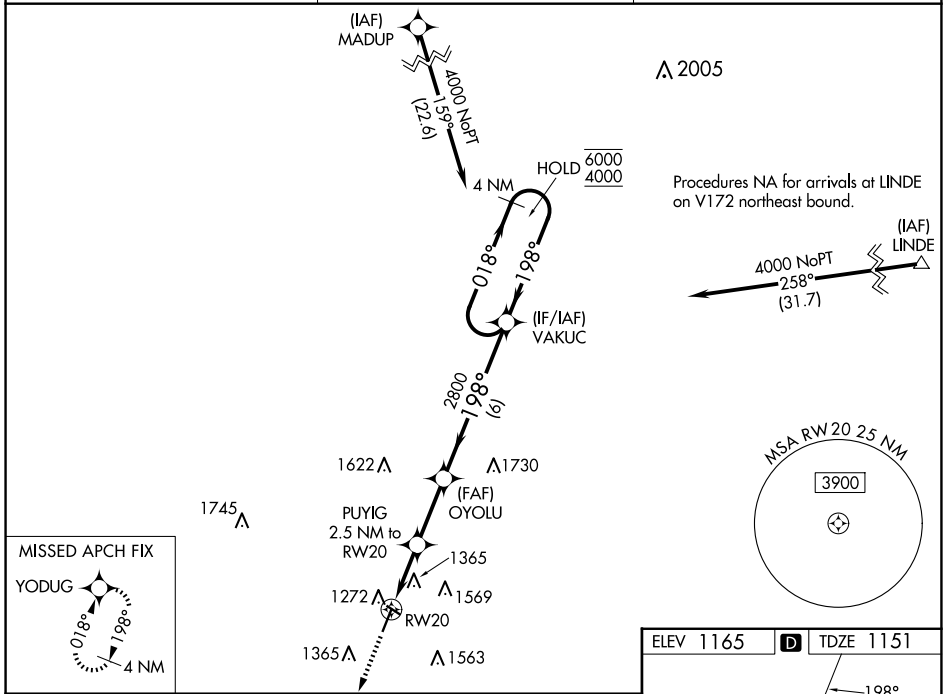 (IAF)
MADUP
4000 NoPT
159°
(22.6)
2005
HOLD 6000
4000
4 NM
Procedures NA for arrivals at LINDE
on V172 northeast bound.
(IAF)
LINDE
4000 NoPT
258°
(31.7)
018°
198°
(IF/IAF)
VAKUC
2800
198°
(6)
MSA RW20 25 NM
3900
1622
1730
(FAF)
OYOLU
1745
PUYIG
2.5 NM to
RW20
1365
1272
1569
RW20
1365
1563
MISSED APCH FIX
YODUG
018°
198°
4 NM
ELEV 1165 D TDZE 1151
198°